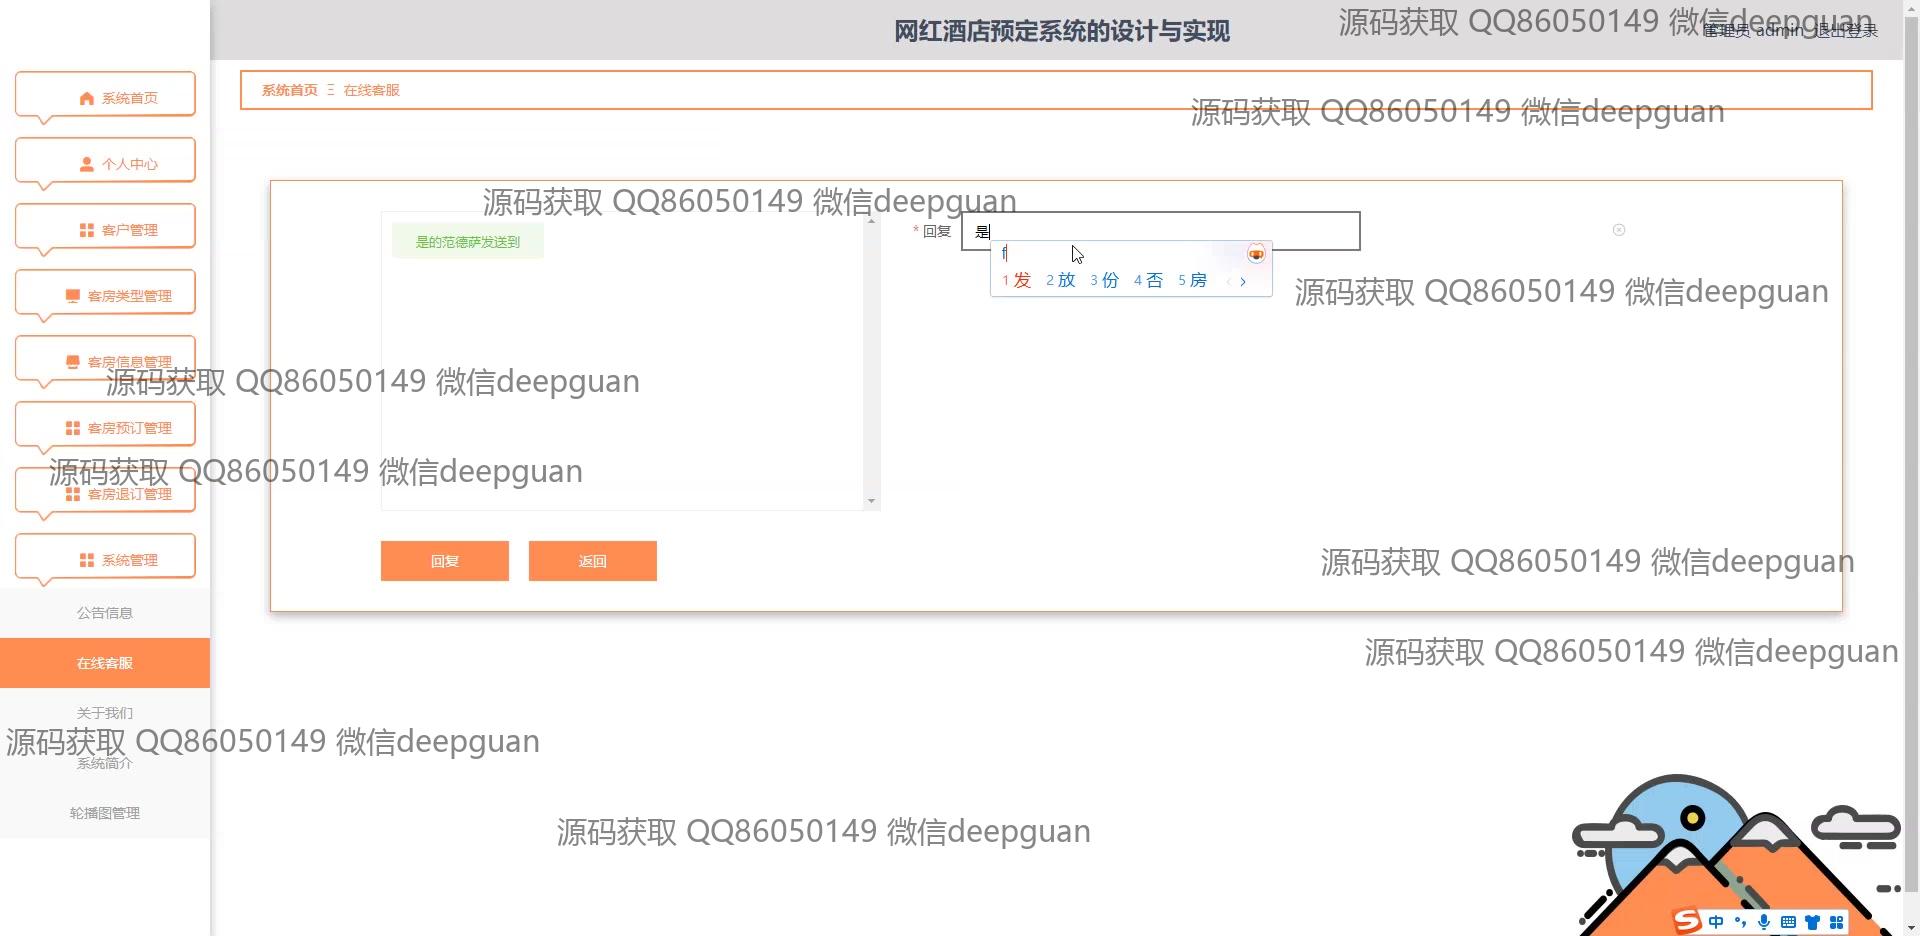 网红酒店预定系统的设计与实现
管理员 admin 退出登录
源码获取 QQ86050149 微信deepguan
系统首页
个人中心
客户管理
客房类型管理
客房信息管理
客房预订管理
客房退订管理
系统管理
公告信息
在线客服
关于我们
系统简介
轮播图管理
系统首页 Ξ 在线客服
源码获取 QQ86050149 微信deepguan
源码获取 QQ86050149 微信deepguan
是的范德萨发送到
* 回复 是
f
1 发 2 放 3 份 4 否 5 房
源码获取 QQ86050149 微信deepguan
源码获取 QQ86050149 微信deepguan
源码获取 QQ86050149 微信deepguan
回复
返回
源码获取 QQ86050149 微信deepguan
源码获取 QQ86050149 微信deepguan
源码获取 QQ86050149 微信deepguan
源码获取 QQ86050149 微信deepguan
S 中